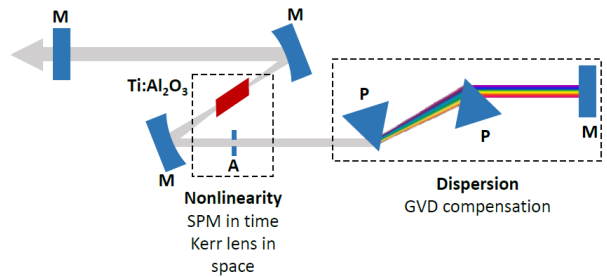 M
M
Ti:Al₂O₃
P
M
A
P
M
Nonlinearity
SPM in time
Kerr lens in
space
Dispersion
GVD compensation